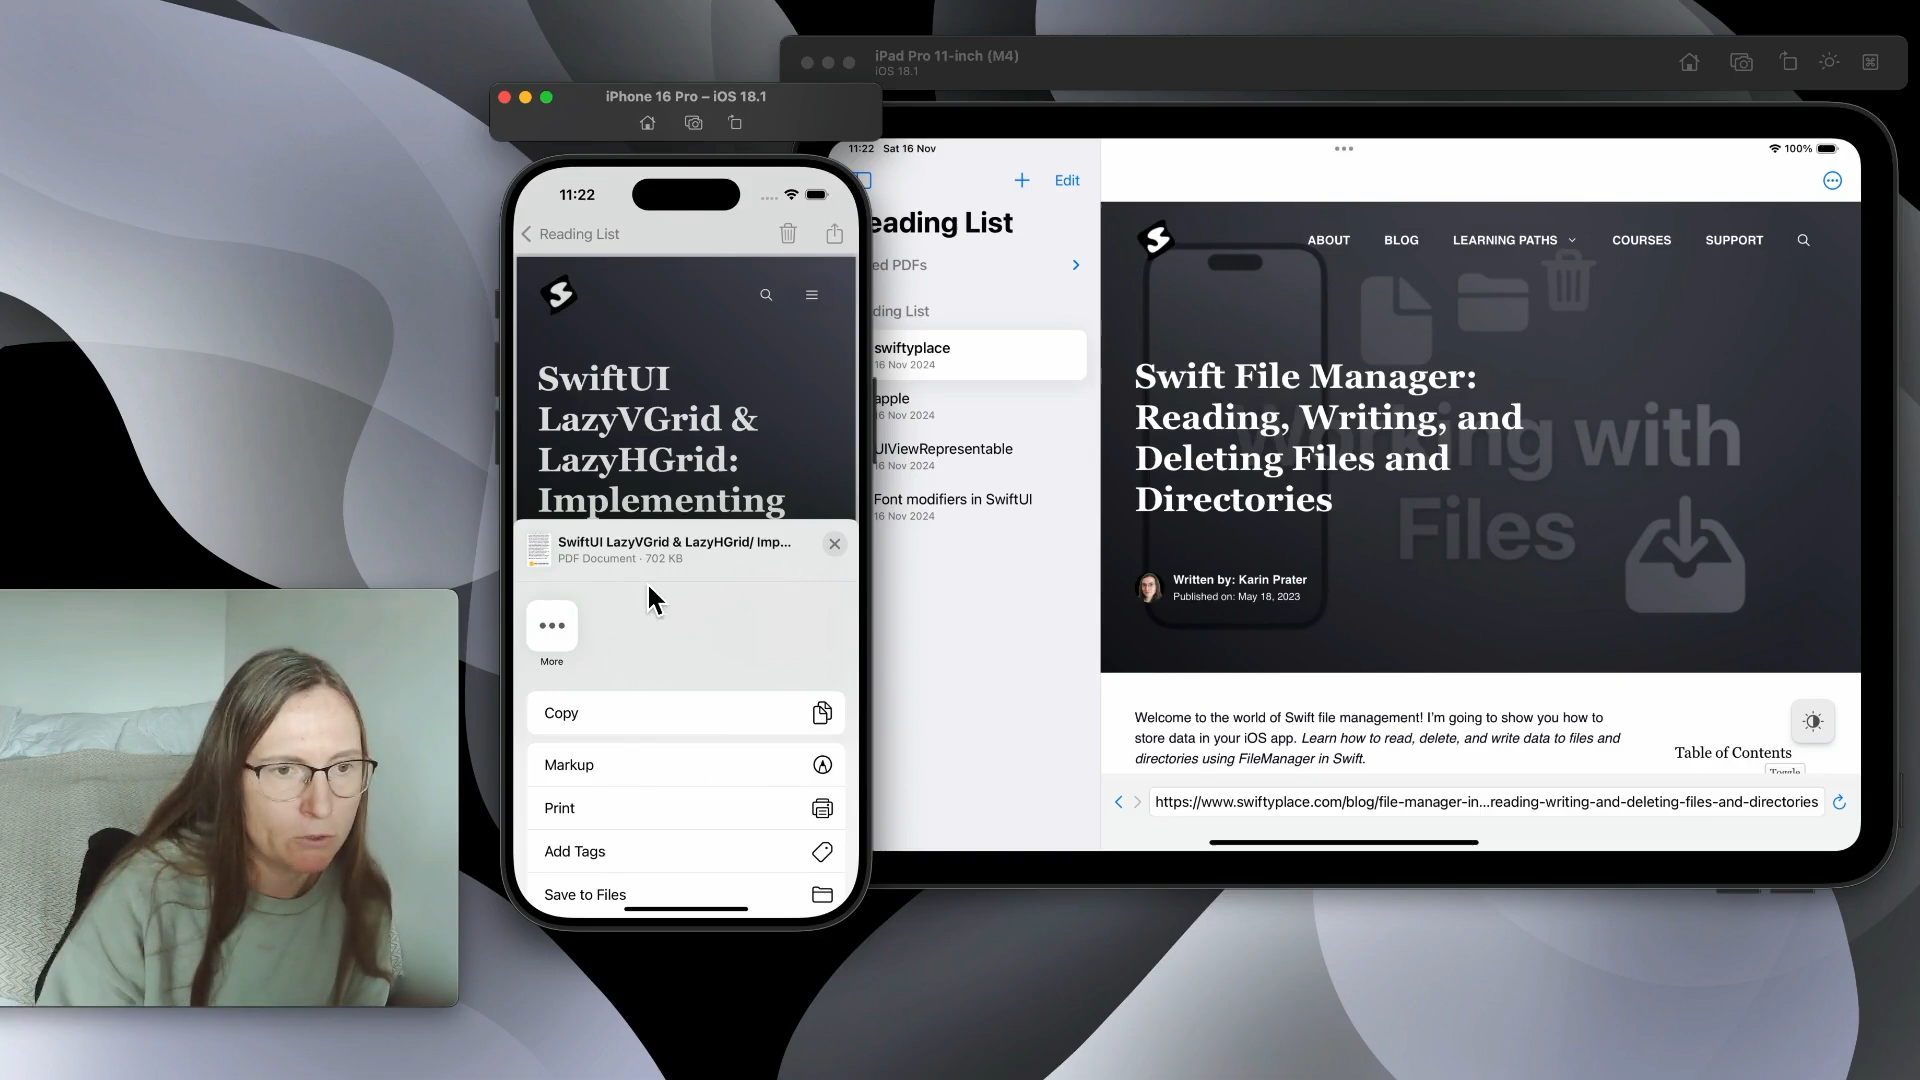 iPad Pro 11-inch (M4)
iOS 18.1
iPhone 16 Pro – iOS 18.1
11:22
Reading List
SwiftUI
LazyVGrid &
LazyHGrid:
Implementing
SwiftUI LazyVGrid & LazyHGrid/ Imp...
PDF Document · 702 KB
More
Copy
Markup
Print
Add Tags
Save to Files
11:22 Sat 16 Nov
100%
Edit
eading List
ed PDFs
ding List
swiftyplace
16 Nov 2024
apple
16 Nov 2024
UIViewRepresentable
16 Nov 2024
Font modifiers in SwiftUI
16 Nov 2024
ABOUT BLOG LEARNING PATHS COURSES SUPPORT
Swift File Manager:
Reading, Writing, and
Deleting Files and
Directories
with
Files
Written by: Karin Prater
Published on: May 18, 2023
Welcome to the world of Swift file management! I'm going to show you how to
store data in your iOS app. Learn how to read, delete, and write data to files and
directories using FileManager in Swift.
Table of Contents
Toggle
https://www.swiftyplace.com/blog/file-manager-in...reading-writing-and-deleting-files-and-directories